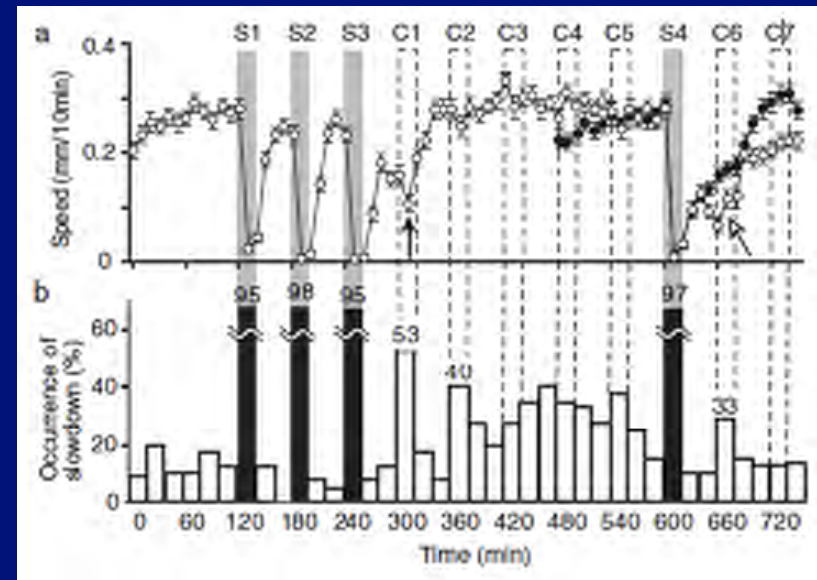 a
S1 S2 S3 C1 C2 C3 C4 C5 S4 C6 C7
Speed (mm/10min)
0.4
0.2
0
b
Occurrence of
slowdown (%)
95 98 95 97
60
53
40
40
33
20
0
0 60 120 180 240 300 360 420 480 540 600 660 720
Time (min)